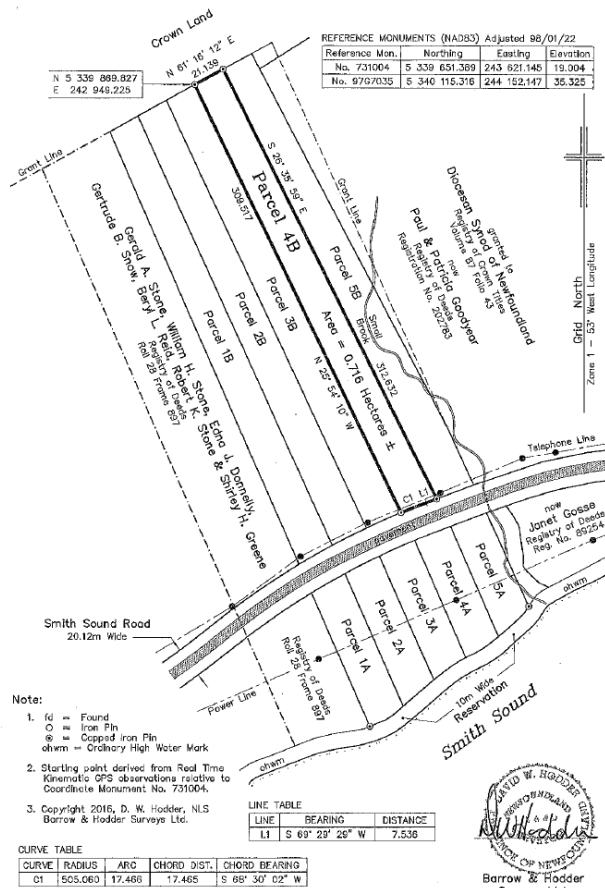 Crown Land
REFERENCE MONUMENTS (NAD83) Adjusted 98/01/22
Reference Mon. Northing Easting Elevation
No. 731004 5 339 651.389 243 621.145 19.004
No. 97G7035 5 340 115.316 244 152.147 35.325
N 61° 16' 12" E
21.139
N 5 339 869.827
E 242 949.225
Grant Line
Grant Line
S 26° 35' 59" E
312.632
Parcel 4B
Area = 0.716 Hectares ±
309.517
N 25° 54' 10" W
Parcel 5B
Parcel 3B
Parcel 2B
Parcel 1B
Small
Brook
Gerald A. Stone, William H. Stone, Edna J. Donnelly,
Gertrude B. Snow, Beryl L. Reid, Robert K. Stone & Shirley H. Greene
Registry of Deeds
Roll 28 Frame 897
granted to
Diocesan Synod of Newfoundland
Registry of Crown Titles
Volume 87 Folio 43
now
Paul & Patricia Goodyear
Registry of Deeds
Registration No. 202783
Grid North
Zone 1 – 53° West Longitude
Telephone Line
C1 L1
pavement
now
Janet Gosse
Registry of Deeds
Reg. No. 89254
ohwm
Smith Sound Road
20.12m Wide
Parcel 5A
Parcel 4A
Parcel 3A
Parcel 2A
Parcel 1A
Registry of Deeds
Roll 28 Frame 897
Power Line
10m Wide
Reservation
Smith Sound
ohwm
Note:
1. fd = Found
O = Iron Pin
⊚ = Capped Iron Pin
ohwm = Ordinary High Water Mark
2. Starting point derived from Real Time
Kinematic GPS observations relative to
Coordinate Monument No. 731004.
3. Copyright 2016, D. W. Hodder, NLS
Barrow & Hodder Surveys Ltd.
LINE TABLE
LINE BEARING DISTANCE
L1 S 69° 29' 29" W 7.536
CURVE TABLE
CURVE RADIUS ARC CHORD DIST. CHORD BEARING
C1 505.060 17.466 17.465 S 68° 30' 02" W
DAVID W. HODDER
NEWFOUNDLAND
Barrow & Hodder